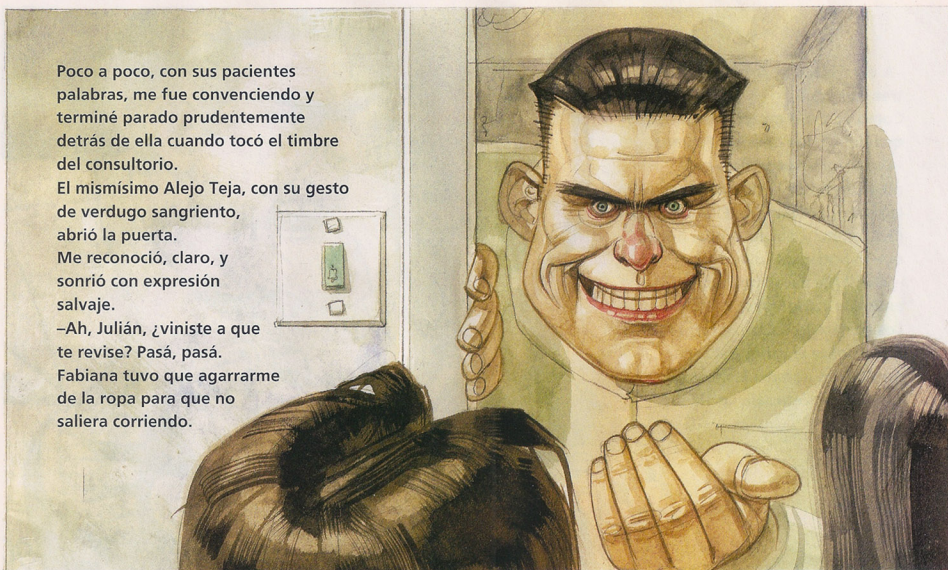 Poco a poco, con sus pacientes
palabras, me fue convenciendo y
terminé parado prudentemente
detrás de ella cuando tocó el timbre
del consultorio.
El mismísimo Alejo Teja, con su gesto
de verdugo sangriento,
abrió la puerta.
Me reconoció, claro, y
sonrió con expresión
salvaje.
–Ah, Julián, ¿viniste a que
te revise? Pasá, pasá.
Fabiana tuvo que agarrarme
de la ropa para que no
saliera corriendo.